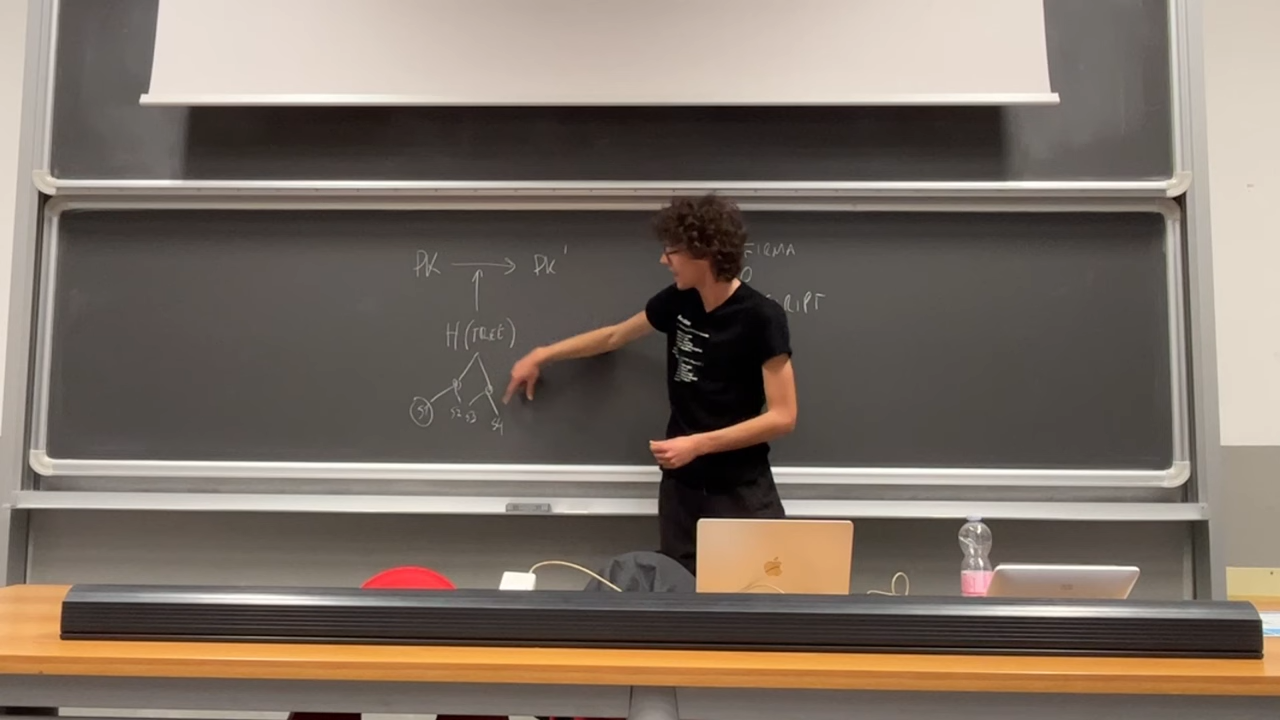 PK → PK'
H(TREE)
S1 S2 S3 S4
FIRMA
O
RIPT